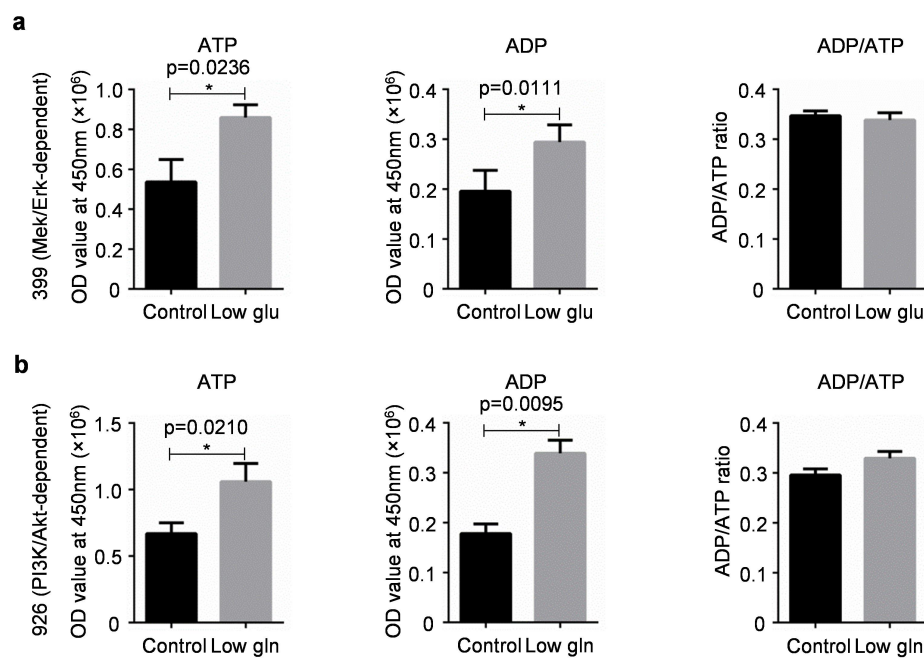 a
399 (Mek/Erk-dependent)
ATP
p=0.0236
*
OD value at 450nm (×10⁶)
1.0
0.8
0.6
0.4
0.2
0
Control Low glu
ADP
p=0.0111
*
OD value at 450nm (×10⁶)
0.4
0.3
0.2
0.1
0
Control Low glu
ADP/ATP
ADP/ATP ratio
0.4
0.3
0.2
0.1
0
Control Low glu
b
926 (PI3K/Akt-dependent)
ATP
p=0.0210
*
OD value at 450nm (×10⁶)
1.5
1.0
0.5
0
Control Low gln
ADP
p=0.0095
*
OD value at 450nm (×10⁶)
0.4
0.3
0.2
0.1
0
Control Low gln
ADP/ATP
ADP/ATP ratio
0.4
0.3
0.2
0.1
0
Control Low gln